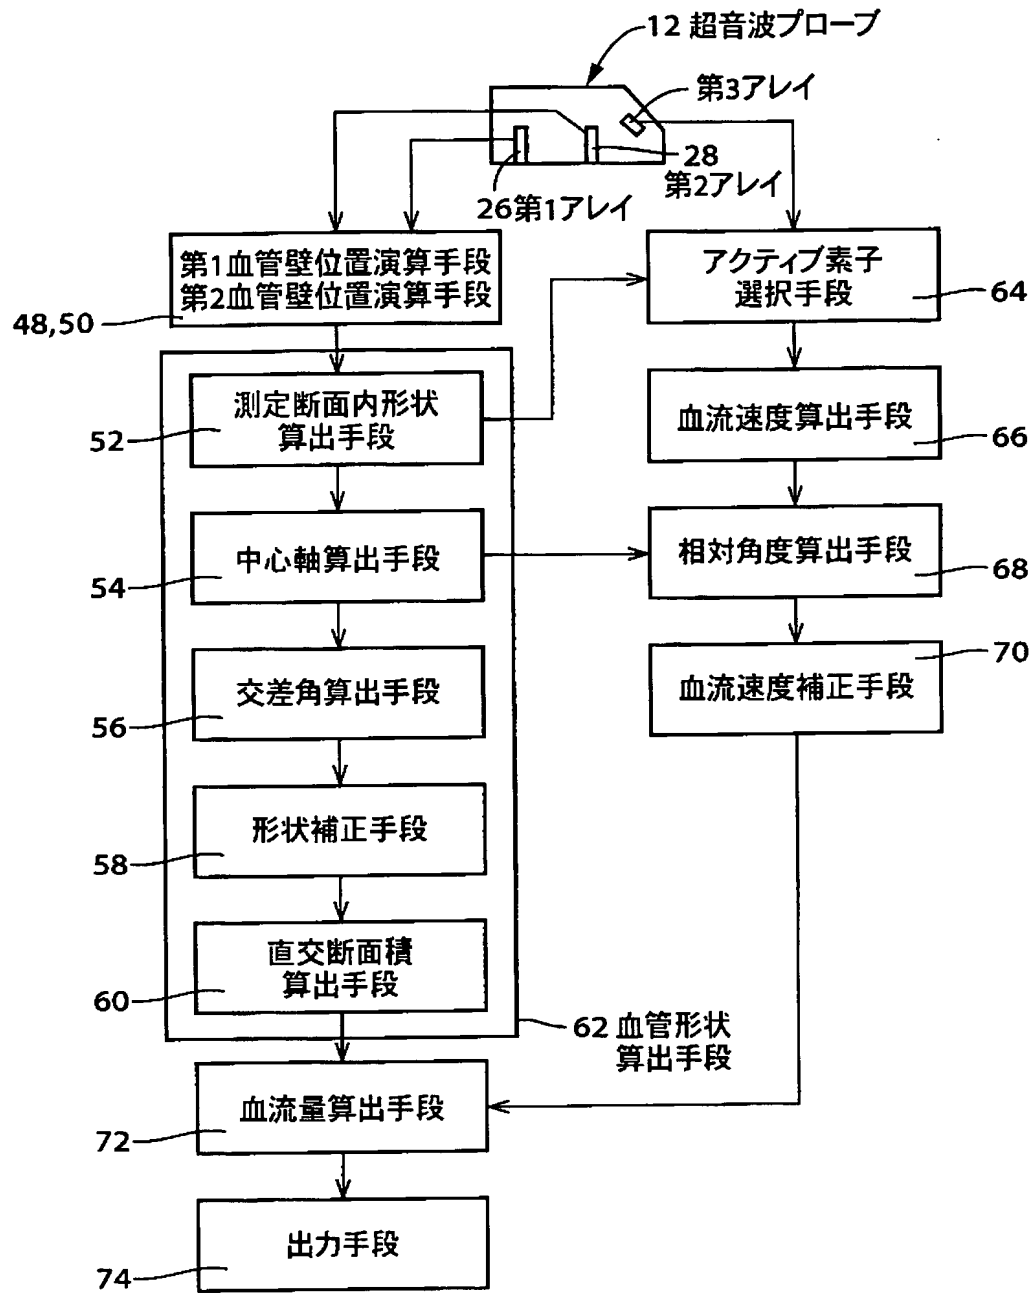 12 超音波プローブ
第3アレイ
28
第2アレイ
26第1アレイ
第1血管壁位置演算手段
第2血管壁位置演算手段
48,50
アクティブ素子
選択手段
64
測定断面内形状
算出手段
52
血流速度算出手段
66
中心軸算出手段
54
相対角度算出手段
68
交差角算出手段
56
血流速度補正手段
70
形状補正手段
58
直交断面積
算出手段
60
62 血管形状
算出手段
血流量算出手段
72
出力手段
74